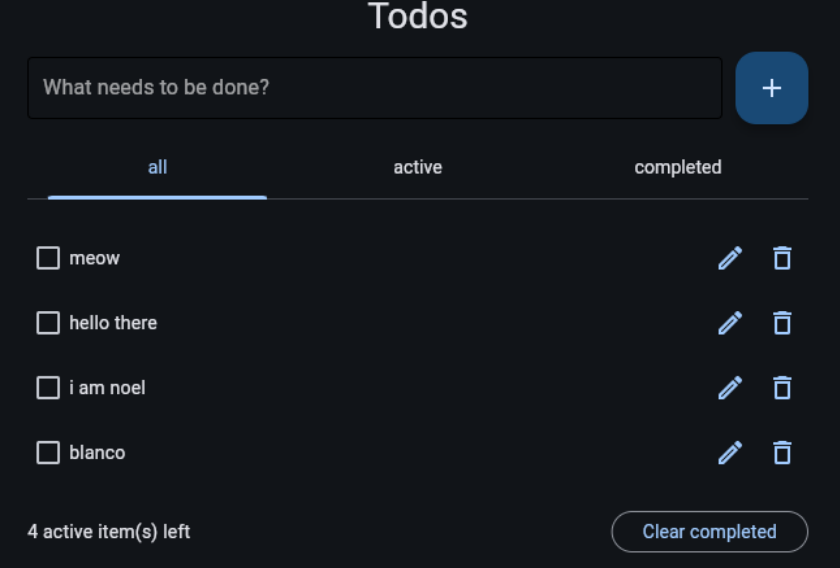 Todos
What needs to be done?
+
all active completed
meow
hello there
i am noel
blanco
4 active item(s) left Clear completed